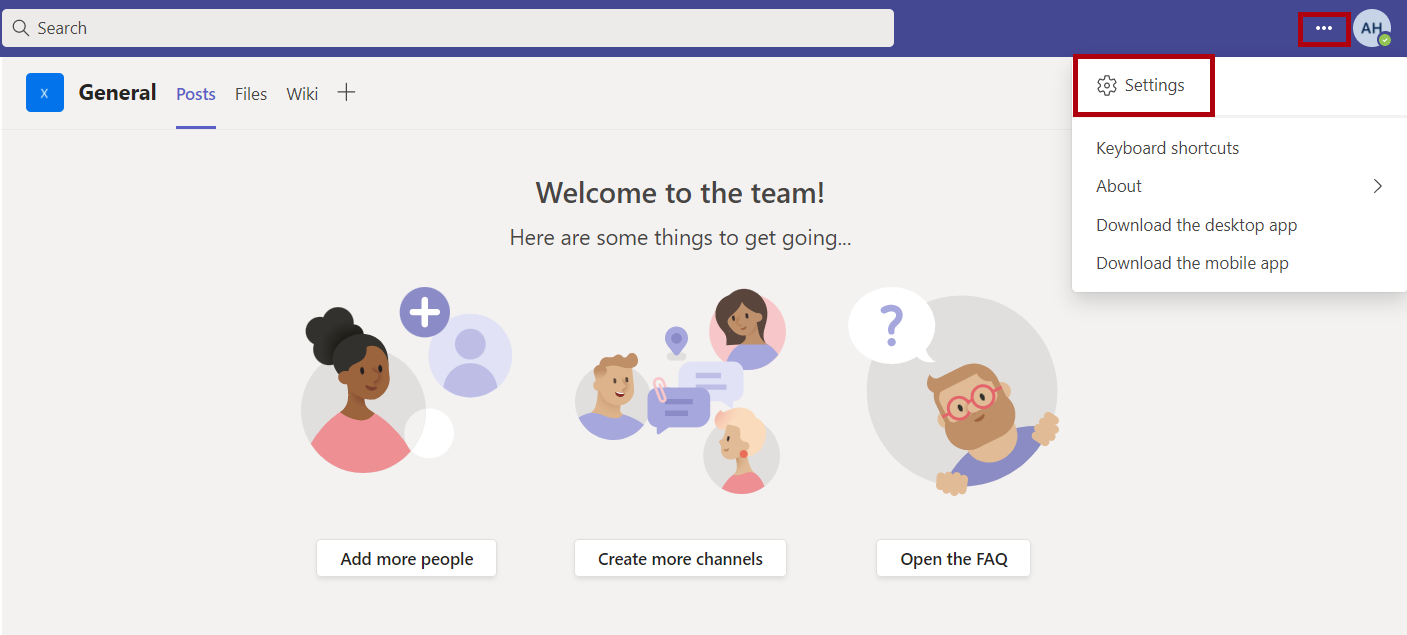 Search
••• AH
X General Posts Files Wiki +
Settings
Keyboard shortcuts
About
Download the desktop app
Download the mobile app
Welcome to the team!
Here are some things to get going...
?
Add more people Create more channels Open the FAQ